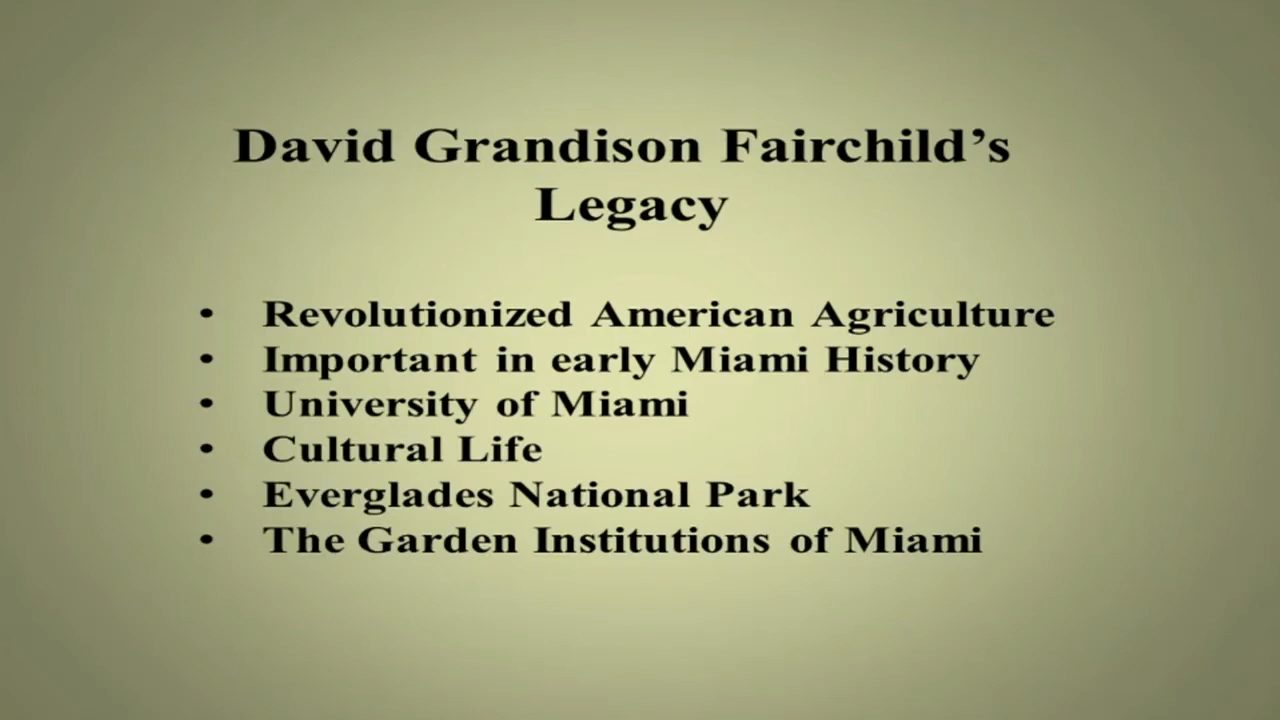 David Grandison Fairchild’s
Legacy
• Revolutionized American Agriculture
• Important in early Miami History
• University of Miami
• Cultural Life
• Everglades National Park
• The Garden Institutions of Miami